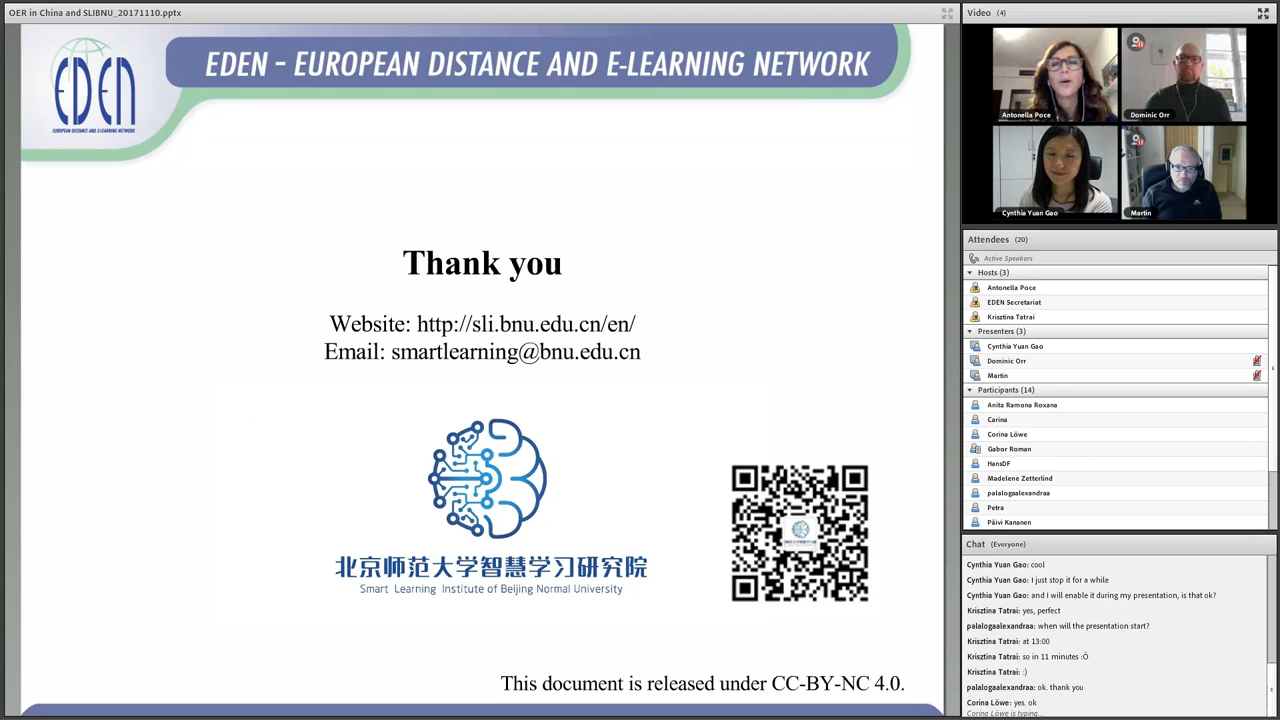 OER in China and SLIBNU_20171110.pptx
EDEN
EUROPEAN DISTANCE AND E-LEARNING NETWORK
EDEN - EUROPEAN DISTANCE AND E-LEARNING NETWORK
Thank you
Website: http://sli.bnu.edu.cn/en/
Email: smartlearning@bnu.edu.cn
北京师范大学智慧学习研究院
Smart Learning Institute of Beijing Normal University
This document is released under CC-BY-NC 4.0.
Video (4)
Antonella Poce
Dominic Orr
Cynthia Yuan Gao
Martin
Attendees (20)
Active Speakers
Hosts (3)
Antonella Poce
EDEN Secretariat
Krisztina Tatrai
Presenters (3)
Cynthia Yuan Gao
Dominic Orr
Martin
Participants (14)
Anita Ramona Roxana
Carina
Corina Löwe
Gabor Roman
HansDF
Madelene Zetterlind
palalogaalexandraa
Petra
Päivi Kananen
Chat (Everyone)
Cynthia Yuan Gao: cool
Cynthia Yuan Gao: I just stop it for a while
Cynthia Yuan Gao: and I will enable it during my presentation, is that ok?
Krisztina Tatrai: yes, perfect
palalogaalexandraa: when will the presentation start?
Krisztina Tatrai: at 13:00
Krisztina Tatrai: so in 11 minutes :Ö
Krisztina Tatrai: :)
palalogaalexandraa: ok. thank you
Corina Löwe: yes. ok
Corina Löwe is typing...